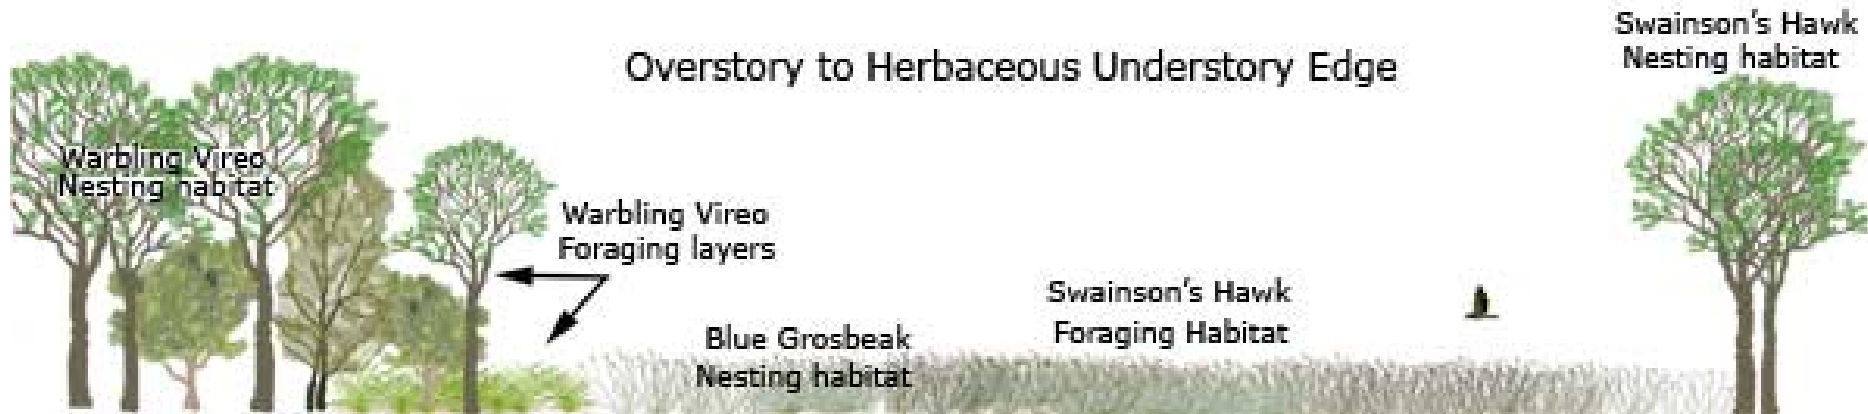 Overstory to Herbaceous Understory Edge
Swainson's Hawk
Nesting habitat
Warbling Vireo
Nesting habitat
Warbling Vireo
Foraging layers
Swainson's Hawk
Foraging Habitat
Blue Grosbeak
Nesting habitat